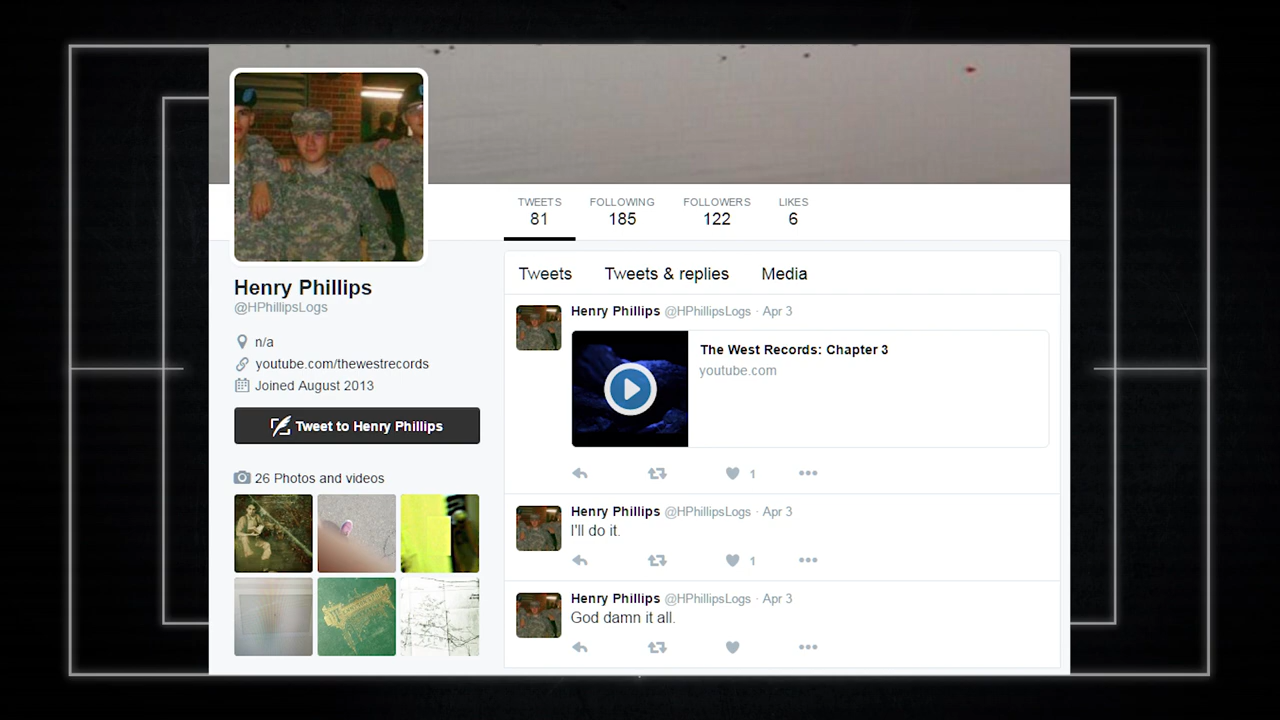 TWEETS FOLLOWING FOLLOWERS LIKES
81 185 122 6
Henry Phillips
@HPhillipsLogs
n/a
youtube.com/thewestrecords
Joined August 2013
Tweet to Henry Phillips
26 Photos and videos
Tweets Tweets & replies Media
Henry Phillips @HPhillipsLogs · Apr 3
The West Records: Chapter 3
youtube.com
1
Henry Phillips @HPhillipsLogs · Apr 3
I'll do it.
1
Henry Phillips @HPhillipsLogs · Apr 3
God damn it all.